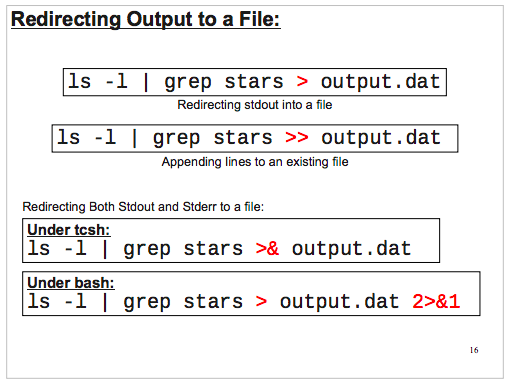 Redirecting Output to a File:
ls -l | grep stars > output.dat
Redirecting stdout into a file
ls -l | grep stars >> output.dat
Appending lines to an existing file
Redirecting Both Stdout and Stderr to a file:
Under tcsh:
ls -l | grep stars >& output.dat
Under bash:
ls -l | grep stars > output.dat 2>&1
16